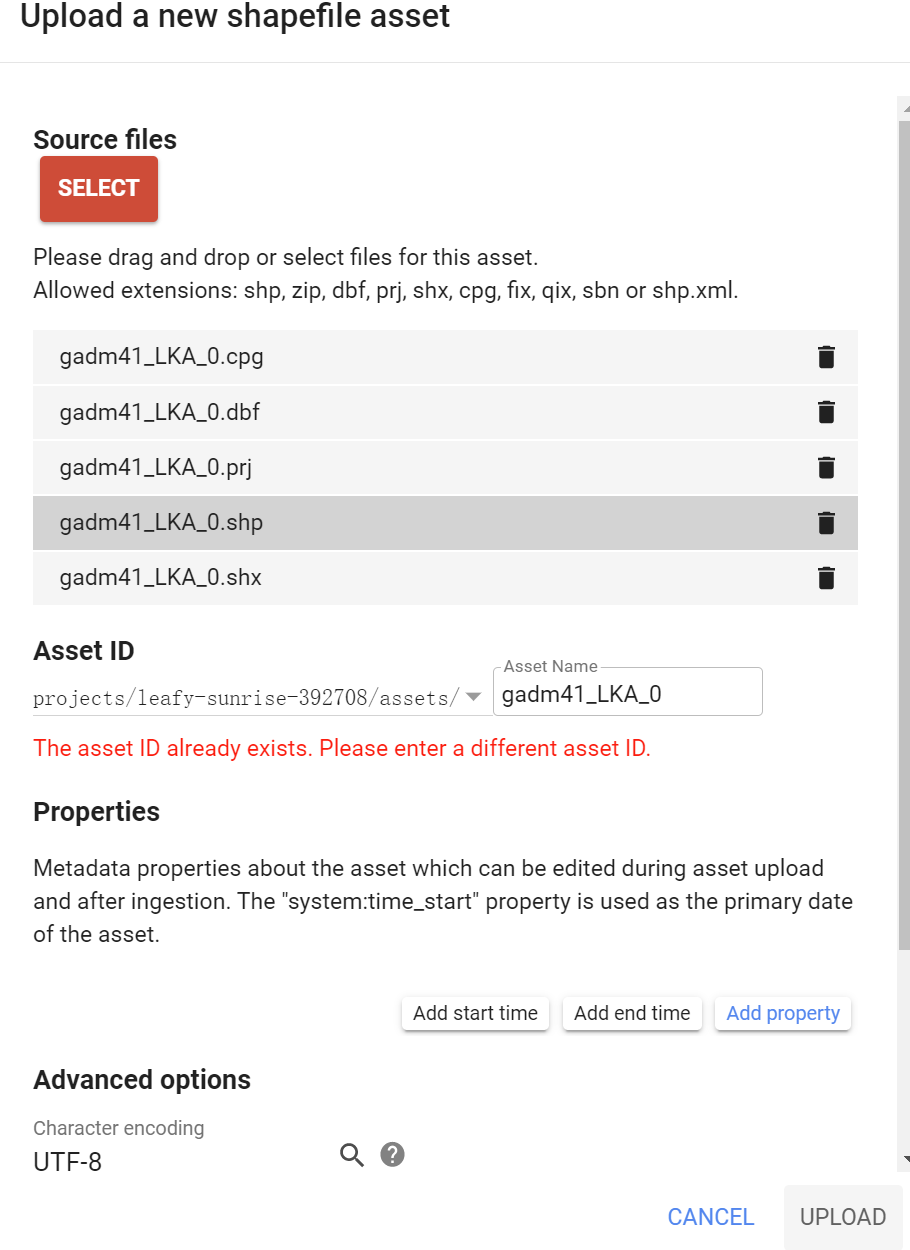 Upload a new shapefile asset
Source files
SELECT
Please drag and drop or select files for this asset.
Allowed extensions: shp, zip, dbf, prj, shx, cpg, fix, qix, sbn or shp.xml.
gadm41_LKA_0.cpg
gadm41_LKA_0.dbf
gadm41_LKA_0.prj
gadm41_LKA_0.shp
gadm41_LKA_0.shx
Asset ID
Asset Name
projects/leafy-sunrise-392708/assets/ gadm41_LKA_0
The asset ID already exists. Please enter a different asset ID.
Properties
Metadata properties about the asset which can be edited during asset upload
and after ingestion. The "system:time_start" property is used as the primary date
of the asset.
Add start time Add end time Add property
Advanced options
Character encoding
UTF-8 ?
CANCEL UPLOAD